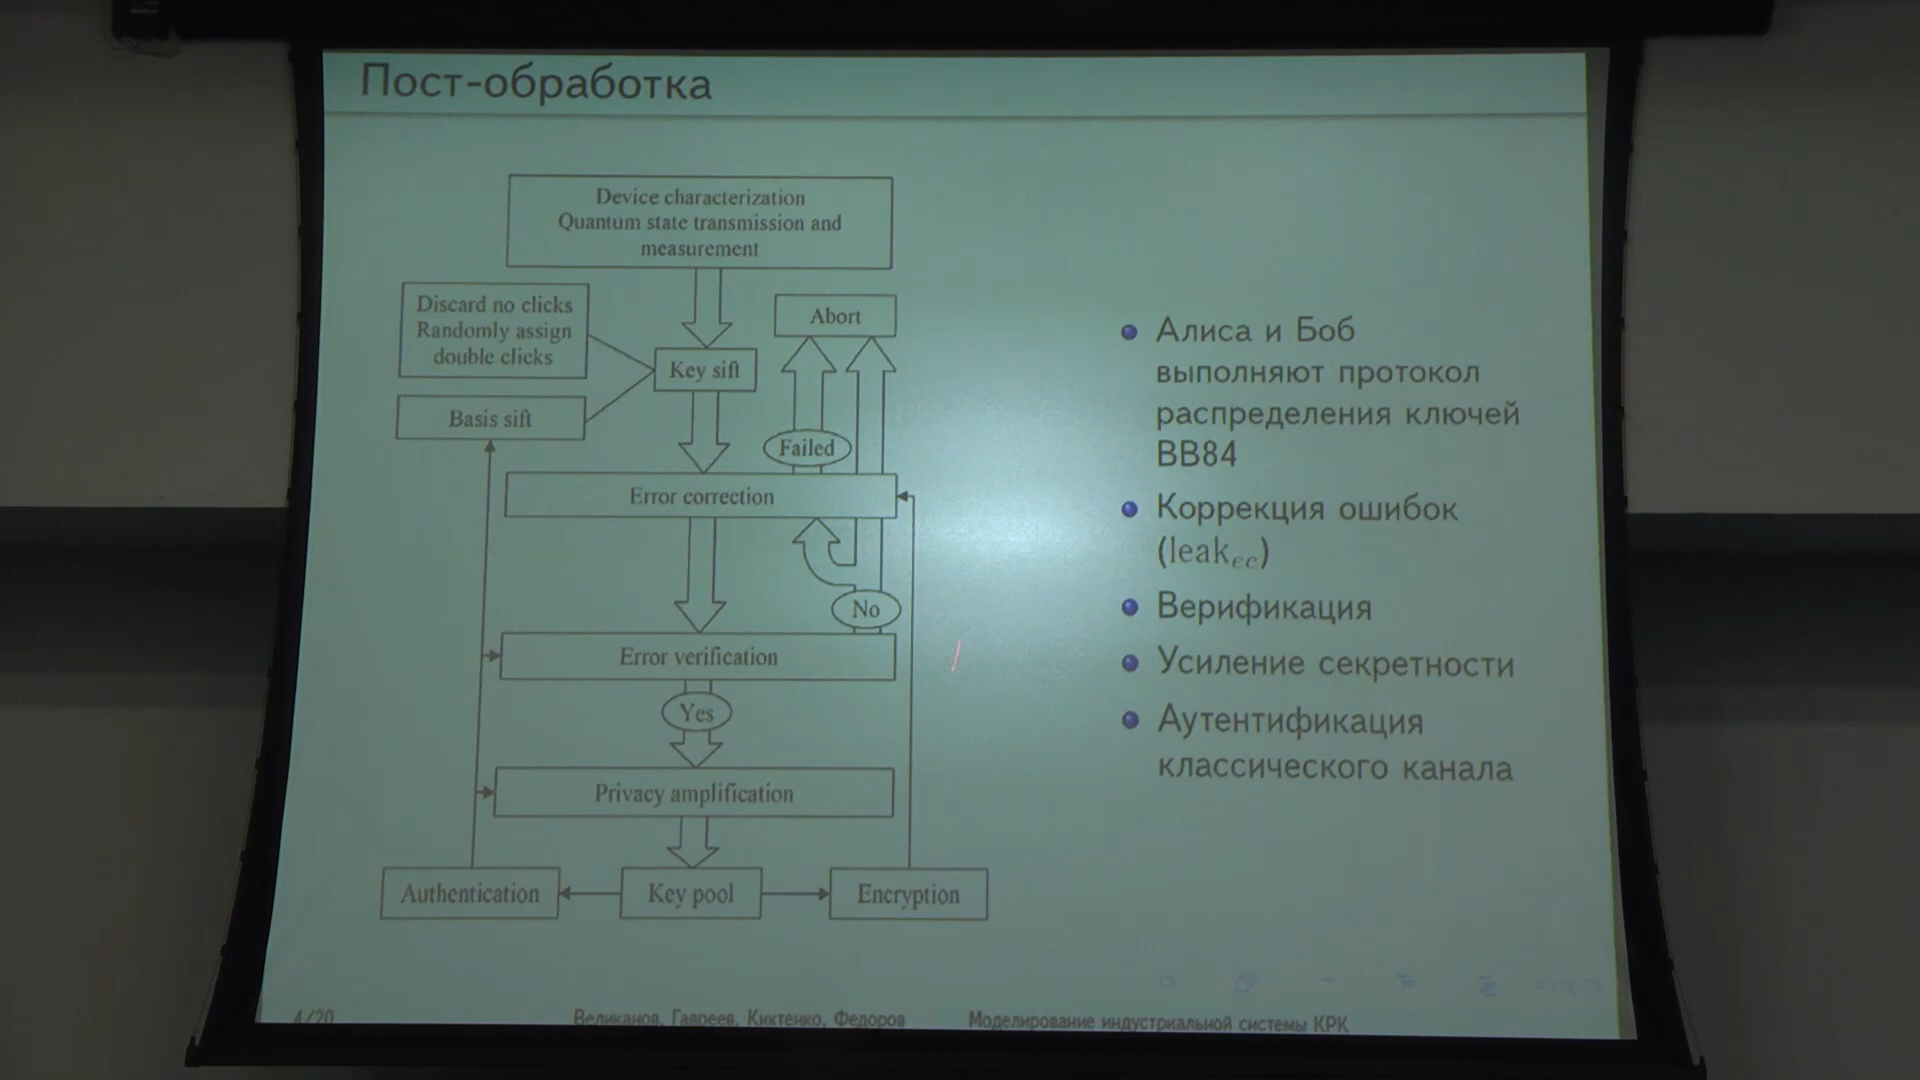 Пост-обработка
Device characterization
Quantum state transmission and
measurement
Discard no clicks
Randomly assign
double clicks
Abort
Key sift
Basis sift
Failed
Error correction
No
Error verification
Yes
Privacy amplification
Authentication
Key pool
Encryption
Алиса и Боб
выполняют протокол
распределения ключей
BB84
Коррекция ошибок
(leakec)
Верификация
Усиление секретности
Аутентификация
классического канала
4/20
Великанов, Гавреев, Киктенко, Федоров
Моделирование индустриальной системы КРК